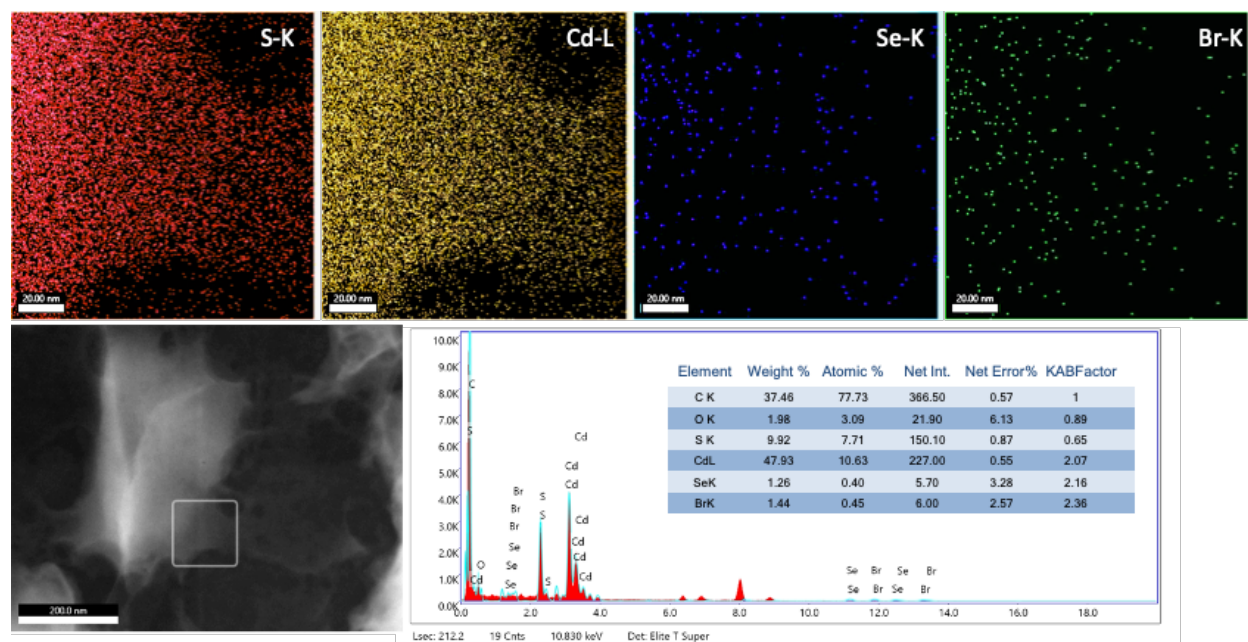 S-K
Cd-L
Se-K
Br-K
20.00 nm
20.00 nm
20.00 nm
20.00 nm
200.0 nm
10.0K
9.0K
8.0K
7.0K
6.0K
5.0K
4.0K
3.0K
2.0K
1.0K
0.0K
C
S
O
Cd
Br
Br
Br
Se
Se
Se
S
S
S
Cd
Cd
Cd
Cd
Cd
Cd
Cd
Se Br Se Br
Se Br Se Br
0.0 2.0 4.0 6.0 8.0 10.0 12.0 14.0 16.0 18.0
Element Weight % Atomic % Net Int. Net Error% KABFactor
C K 37.46 77.73 366.50 0.57 1
O K 1.98 3.09 21.90 6.13 0.89
S K 9.92 7.71 150.10 0.87 0.65
CdL 47.93 10.63 227.00 0.55 2.07
SeK 1.26 0.40 5.70 3.28 2.16
BrK 1.44 0.45 6.00 2.57 2.36
Lsec: 212.2 19 Cnts 10.830 keV Det: Elite T Super